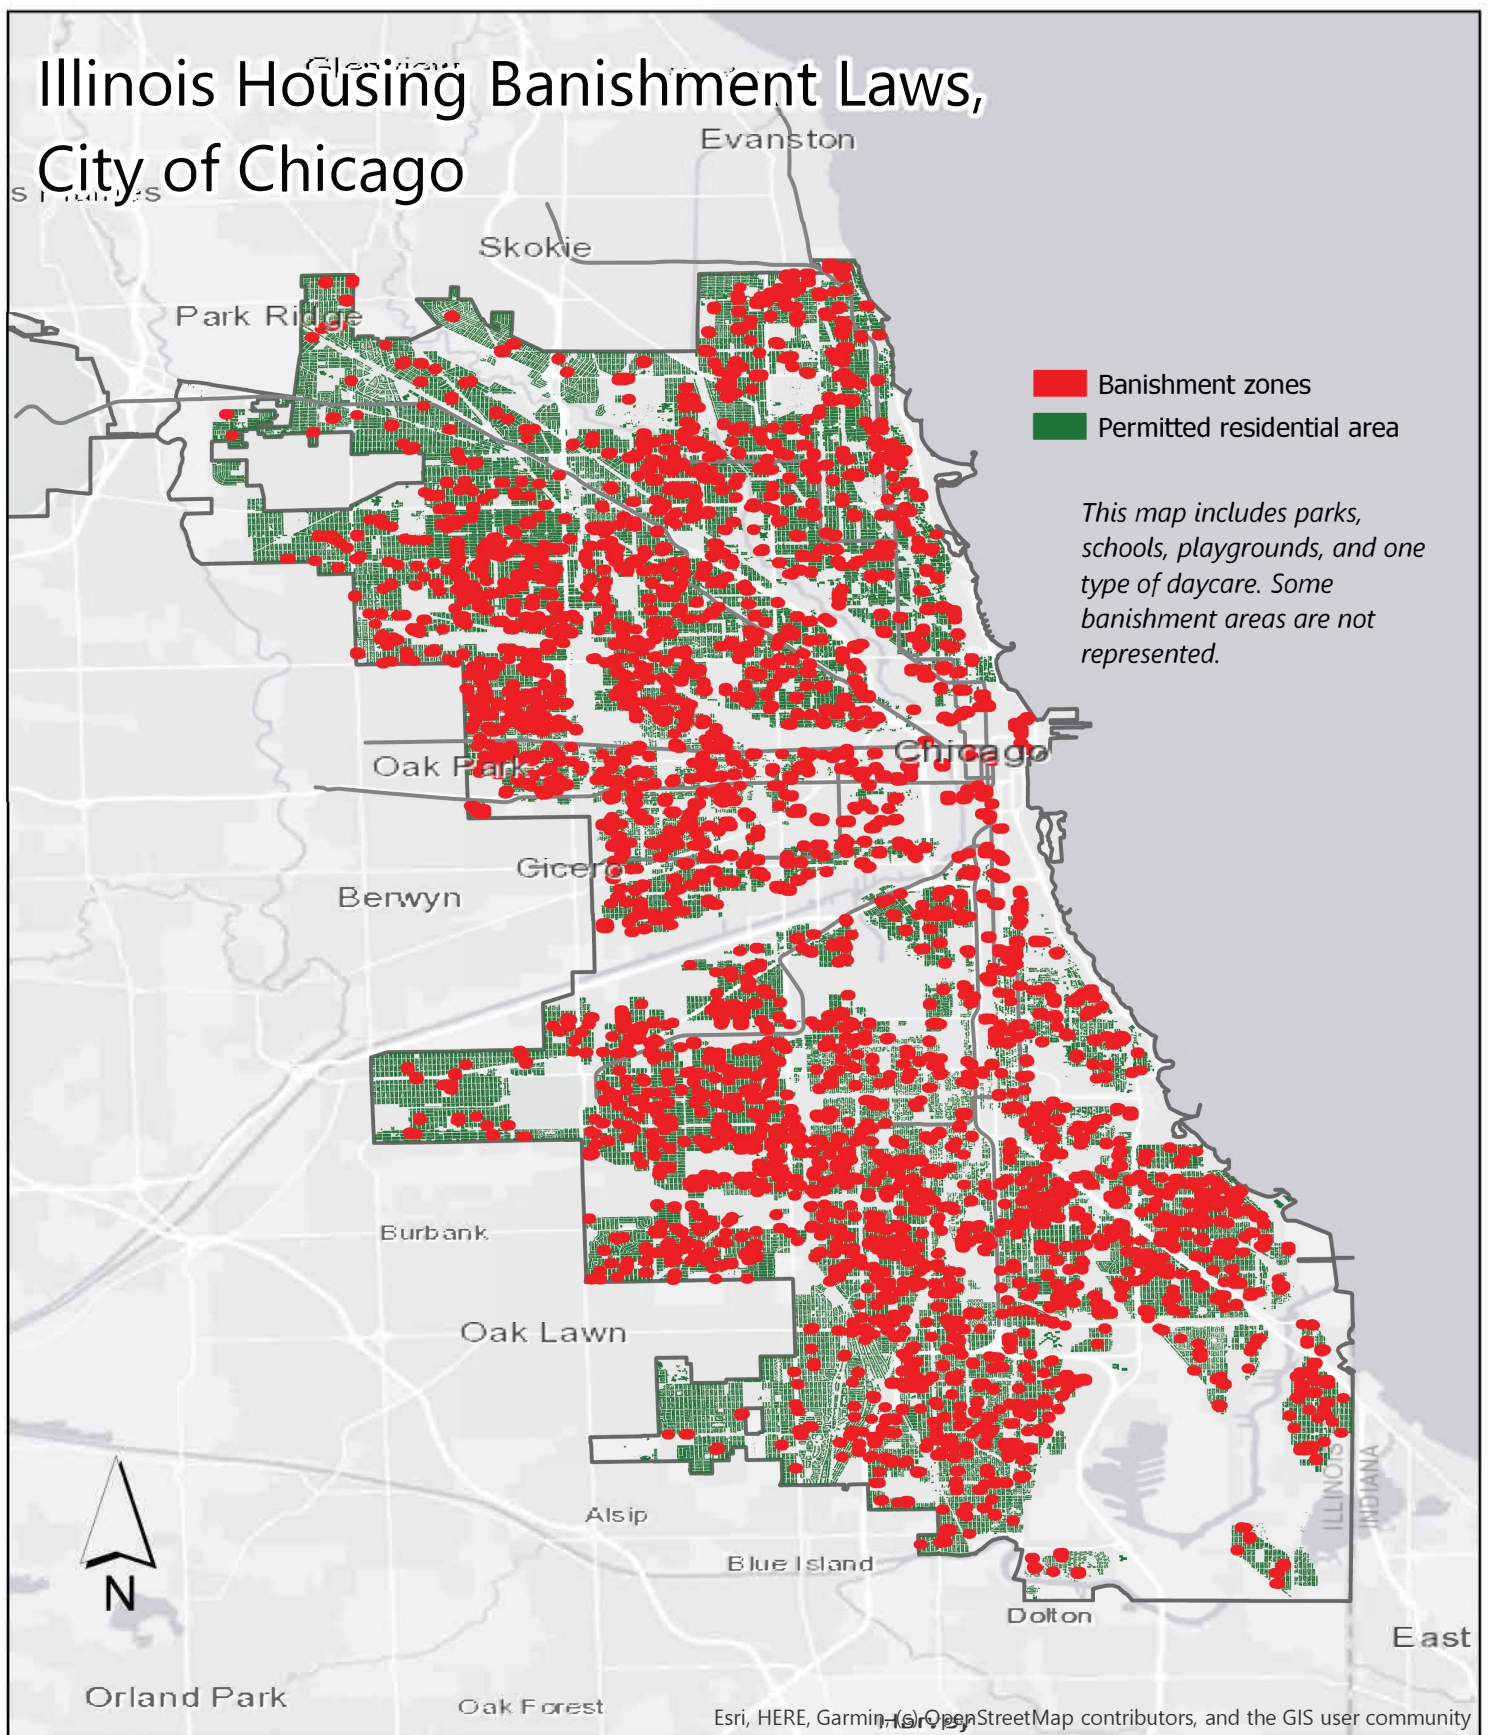 Illinois Housing Banishment Laws,
City of Chicago
Evanston
Skokie
Park Ridge
Banishment zones
Permitted residential area
This map includes parks,
schools, playgrounds, and one
type of daycare. Some
banishment areas are not
represented.
Chicago
Oak Park
Cicero
Berwyn
Burbank
Oak Lawn
ILLINOIS
INDIANA
Alsip
Blue Island
N
Dolton
East
Orland Park
Oak Forest
Esri, HERE, Garmin, (c) OpenStreetMap contributors, and the GIS user community